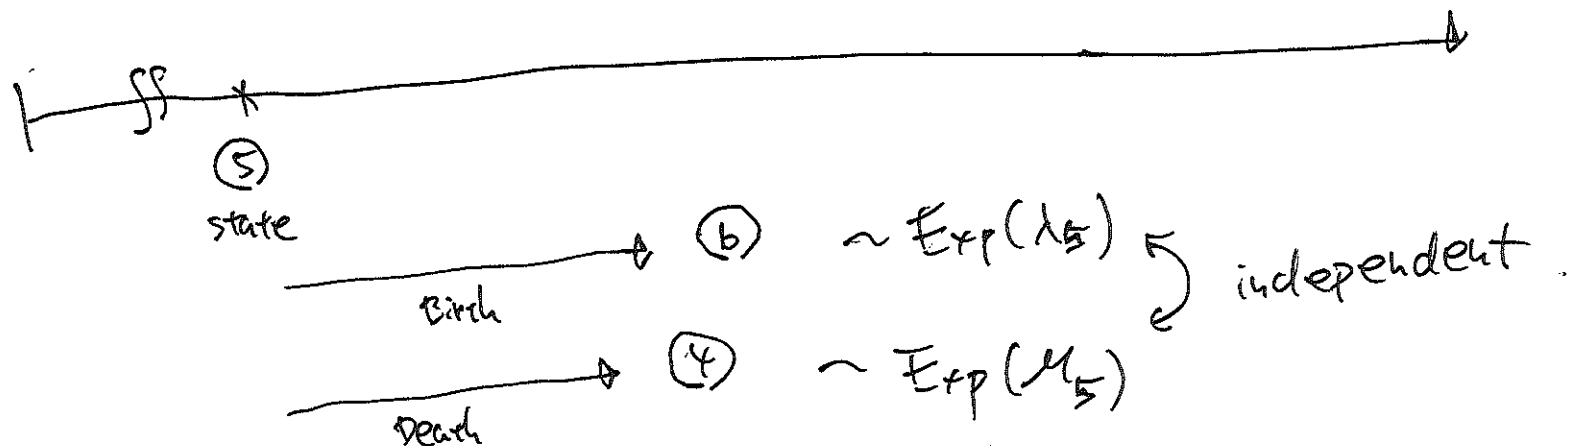 5
state
6 ~ Exp(λ5)
Birth
independent.
4 ~ Exp(μ5)
Death